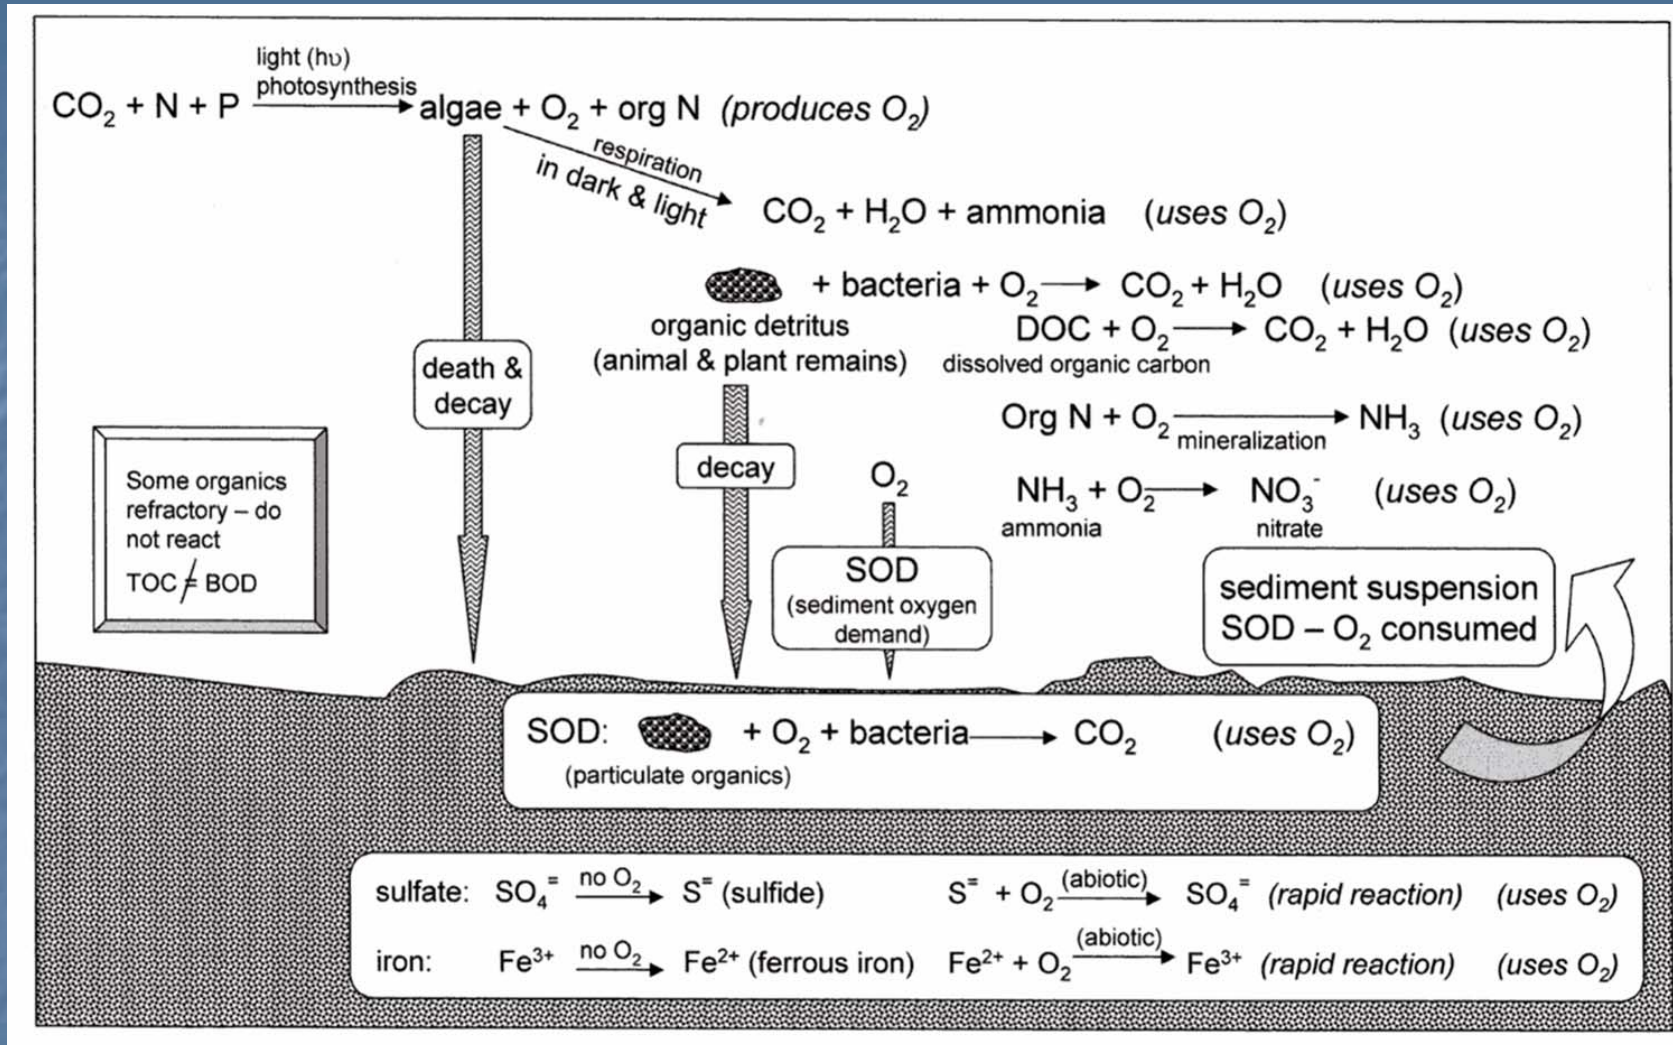 light (hυ)
photosynthesis
CO₂ + N + P → algae + O₂ + org N (produces O₂)
respiration
in dark & light
CO₂ + H₂O + ammonia (uses O₂)
+ bacteria + O₂ → CO₂ + H₂O (uses O₂)
organic detritus
(animal & plant remains)
DOC + O₂ → CO₂ + H₂O (uses O₂)
dissolved organic carbon
death &
decay
Org N + O₂ → NH₃ (uses O₂)
mineralization
decay
O₂
NH₃ + O₂ → NO₃⁻ (uses O₂)
ammonia nitrate
Some organics
refractory – do
not react
TOC ≠ BOD
SOD
(sediment oxygen
demand)
sediment suspension
SOD – O₂ consumed
SOD: + O₂ + bacteria → CO₂ (uses O₂)
(particulate organics)
sulfate: SO₄⁼ no O₂ → S⁼ (sulfide) S⁼ + O₂ (abiotic) → SO₄⁼ (rapid reaction) (uses O₂)
iron: Fe³⁺ no O₂ → Fe²⁺ (ferrous iron) Fe²⁺ + O₂ (abiotic) → Fe³⁺ (rapid reaction) (uses O₂)